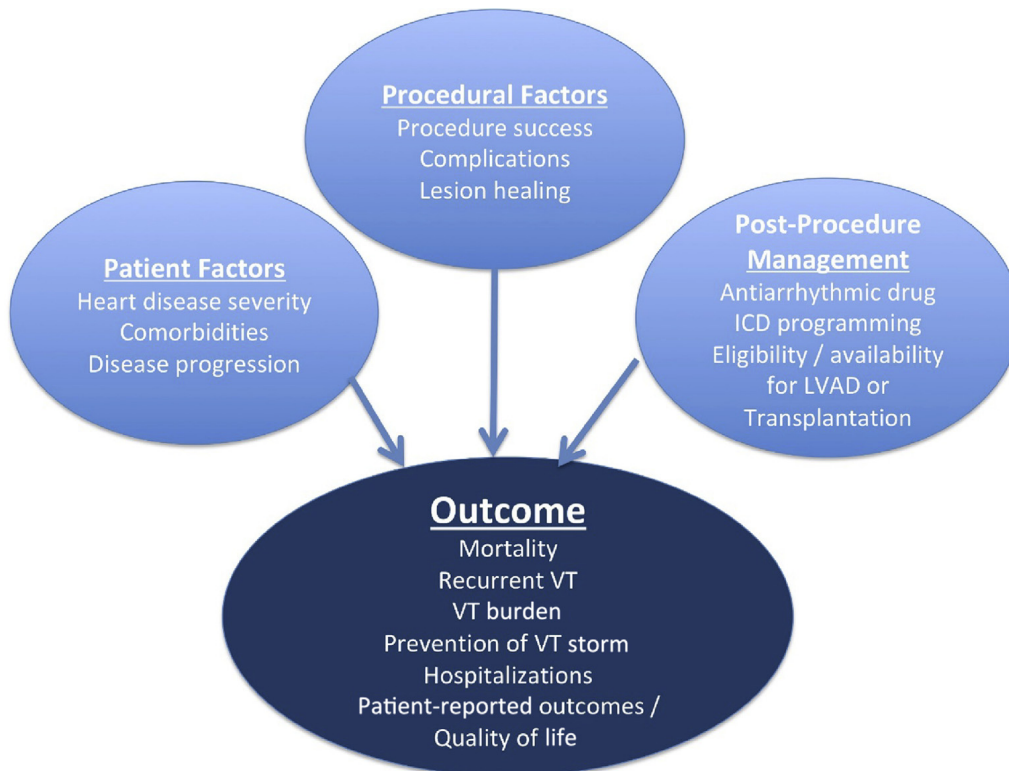 Procedural Factors
Procedure success
Complications
Lesion healing
Patient Factors
Heart disease severity
Comorbidities
Disease progression
Post-Procedure
Management
Antiarrhythmic drug
ICD programming
Eligibility / availability
for LVAD or
Transplantation
Outcome
Mortality
Recurrent VT
VT burden
Prevention of VT storm
Hospitalizations
Patient-reported outcomes /
Quality of life